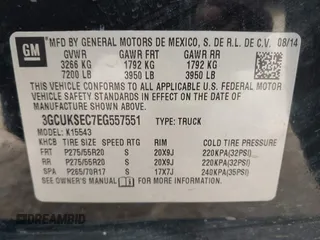 GM
MFD BY GENERAL MOTORS DE MEXICO, S. DE R.L. DE C.V. 08/14
GVWR GAWR FRT GAWR RR
3266 KG 1792 KG 1792 KG
7200 LB 3950 LB 3950 LB
THIS VEHICLE CONFORMS TO ALL APPLICABLE U.S. FEDERAL MOTOR
VEHICLE SAFETY STANDARDS IN EFFECT ON THE DATE OF
MANUFACTURE SHOWN ABOVE.
3GCUKSEC7EG557551 TYPE: TRUCK
K15543
KHCB TIRE SIZE SPEED RTG RIM COLD TIRE PRESSURE
FRT P275/55R20 S 20X9J 220KPA(32PSI)
RR P275/55R20 S 20X9J 220KPA(32PSI)
SPA P265/70R17 S 17X7J 240KPA(35PSI)
SEE OWNER'S MANUAL FOR MORE INFORMATION.